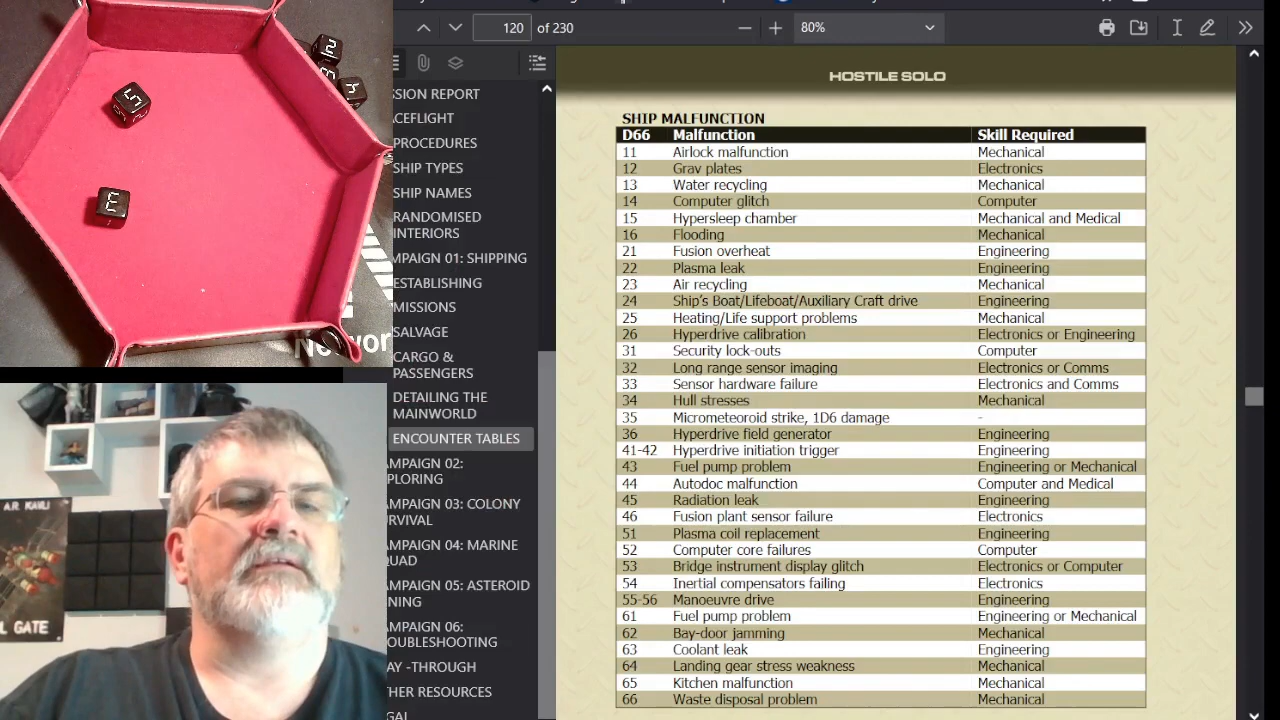 120 of 230
80%
SSION REPORT
ACEFLIGHT
PROCEDURES
SHIP TYPES
SHIP NAMES
RANDOMISED
INTERIORS
MPAIGN 01: SHIPPING
ESTABLISHING
MISSIONS
SALVAGE
CARGO &
PASSENGERS
DETAILING THE
MAINWORLD
ENCOUNTER TABLES
AMPAIGN 02:
PLORING
AMPAIGN 03: COLONY
RVIVAL
AMPAIGN 04: MARINE
QUAD
AMPAIGN 05: ASTEROID
NING
AMPAIGN 06:
OUBLESHOOTING
AY -THROUGH
THER RESOURCES
GAL
HOSTILE SOLO
SHIP MALFUNCTION
D66 Malfunction Skill Required
11 Airlock malfunction Mechanical
12 Grav plates Electronics
13 Water recycling Mechanical
14 Computer glitch Computer
15 Hypersleep chamber Mechanical and Medical
16 Flooding Mechanical
21 Fusion overheat Engineering
22 Plasma leak Engineering
23 Air recycling Mechanical
24 Ship's Boat/Lifeboat/Auxiliary Craft drive Engineering
25 Heating/Life support problems Mechanical
26 Hyperdrive calibration Electronics or Engineering
31 Security lock-outs Computer
32 Long range sensor imaging Electronics or Comms
33 Sensor hardware failure Electronics and Comms
34 Hull stresses Mechanical
35 Micrometeoroid strike, 1D6 damage -
36 Hyperdrive field generator Engineering
41-42 Hyperdrive initiation trigger Engineering
43 Fuel pump problem Engineering or Mechanical
44 Autodoc malfunction Computer and Medical
45 Radiation leak Engineering
46 Fusion plant sensor failure Electronics
51 Plasma coil replacement Engineering
52 Computer core failures Computer
53 Bridge instrument display glitch Electronics or Computer
54 Inertial compensators failing Electronics
55-56 Manoeuvre drive Engineering
61 Fuel pump problem Engineering or Mechanical
62 Bay-door jamming Mechanical
63 Coolant leak Engineering
64 Landing gear stress weakness Mechanical
65 Kitchen malfunction Mechanical
66 Waste disposal problem Mechanical
5
3
Networ
L GATE